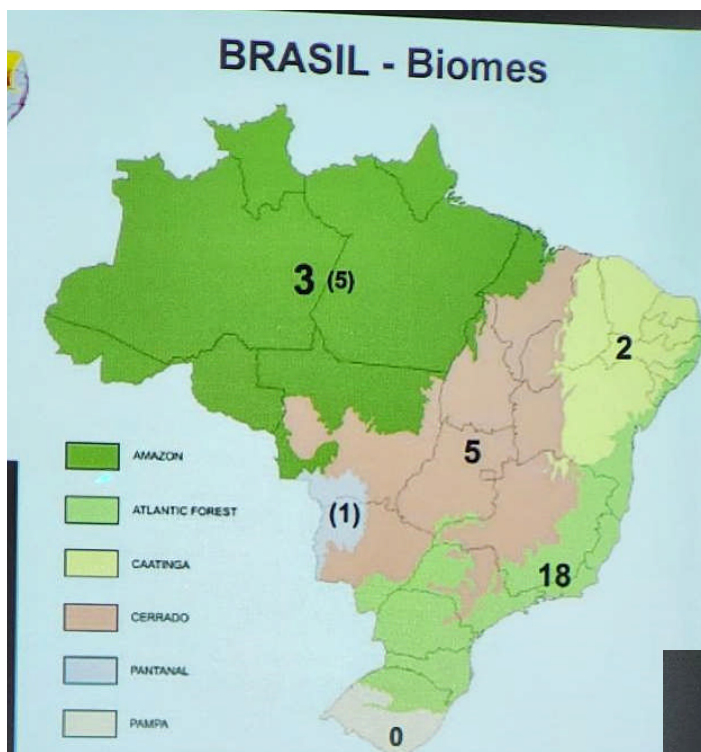 BRASIL - Biomes
3 (5)
2
5
(1)
18
0
AMAZON
ATLANTIC FOREST
CAATINGA
CERRADO
PANTANAL
PAMPA